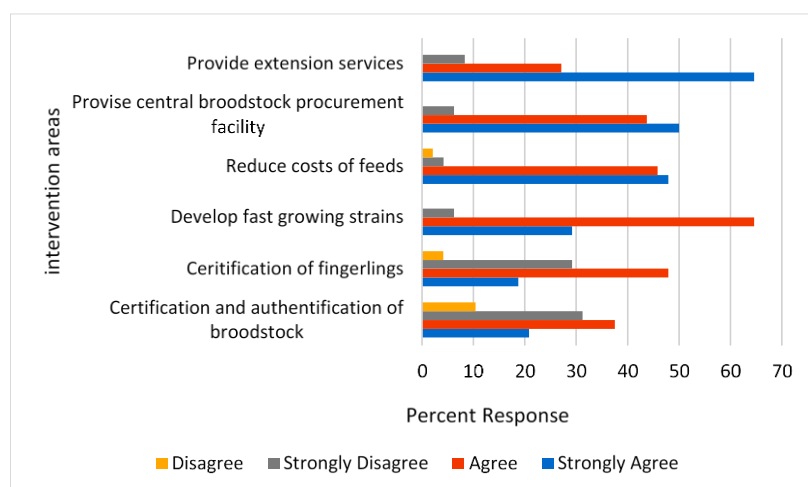 intervention areas
Provide extension services
Provise central broodstock procurement
facility
Reduce costs of feeds
Develop fast growing strains
Ceritification of fingerlings
Certification and authentification of
broodstock
0 10 20 30 40 50 60 70
Percent Response
Disagree Strongly Disagree Agree Strongly Agree